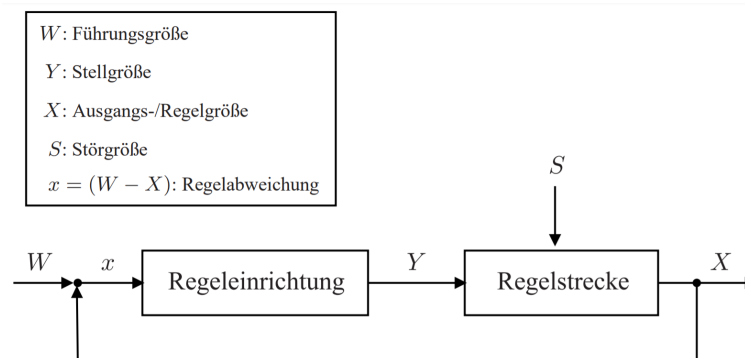 W: Führungsgröße
Y: Stellgröße
X: Ausgangs-/Regelgröße
S: Störgröße
x = (W − X): Regelabweichung
S
W x Regeleinrichtung Y Regelstrecke X